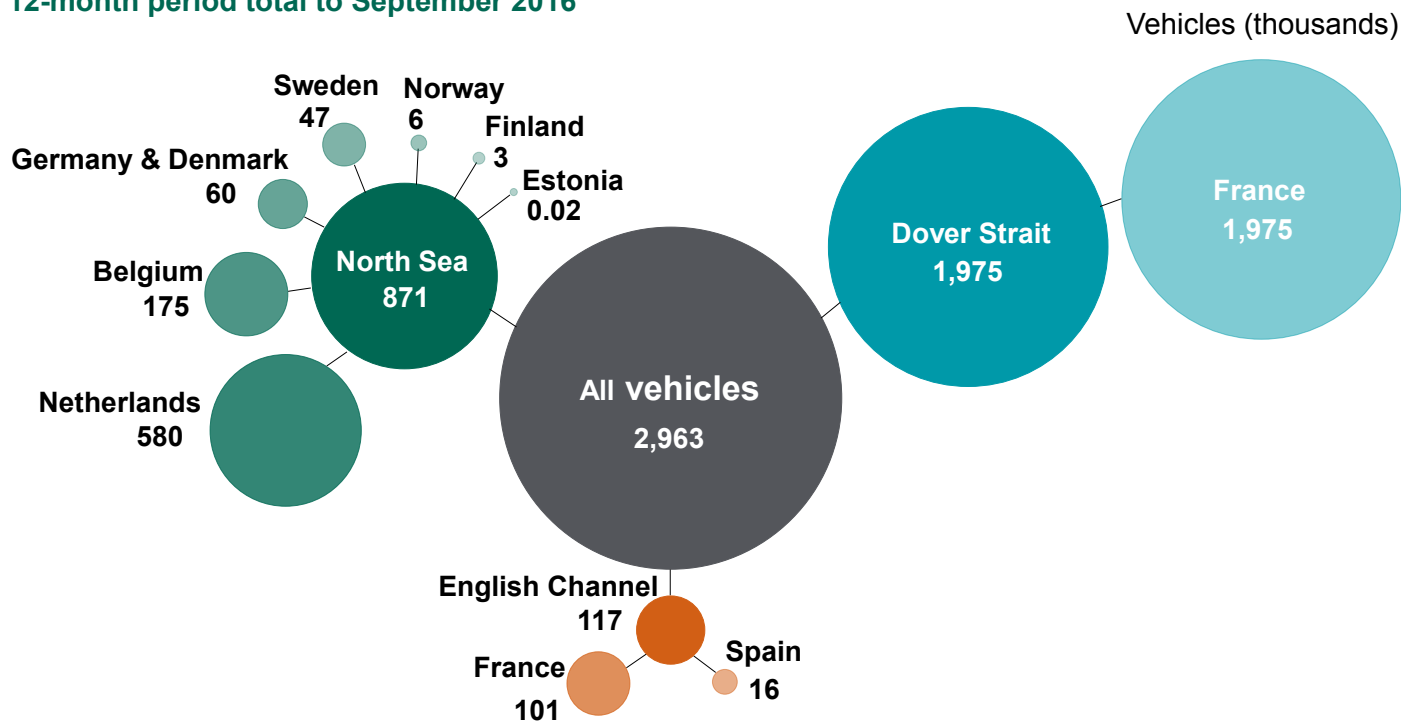 12-month period total to September 2016
Vehicles (thousands)
Sweden
47
Norway
6
Finland
3
Germany & Denmark
60
Estonia
0.02
Belgium
175
North Sea
871
Netherlands
580
All vehicles
2,963
Dover Strait
1,975
France
1,975
English Channel
117
France
101
Spain
16